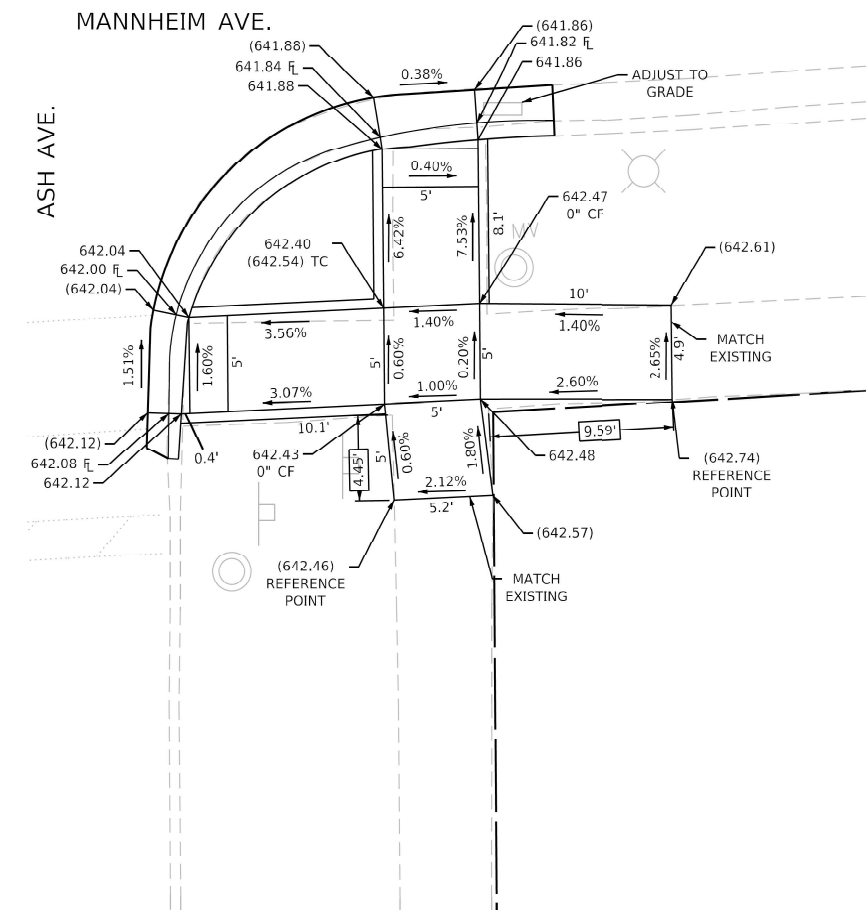 MANNHEIM AVE.
ASH AVE.
(641.88)
641.84 FL
641.88
0.38%
(641.86)
641.82 FL
641.86
ADJUST TO
GRADE
0.40%
5'
6.42%
7.53%
8.1'
MW
642.47
0" CF
642.40
(642.54) TC
642.04
642.00 FL
(642.04)
(642.61)
10'
1.40%
1.40%
3.56%
1.51%
1.60%
5'
5'
0.60%
0.20%
5'
2.65%
4.9'
MATCH
EXISTING
3.07%
1.00%
5'
2.60%
10.1'
9.59'
(642.12)
642.08 FL
642.12
0.4'
642.43
0" CF
4.45'
5'
0.60%
1.80%
642.48
(642.74)
REFERENCE
POINT
2.12%
5.2'
(642.57)
(642.46)
REFERENCE
POINT
MATCH
EXISTING